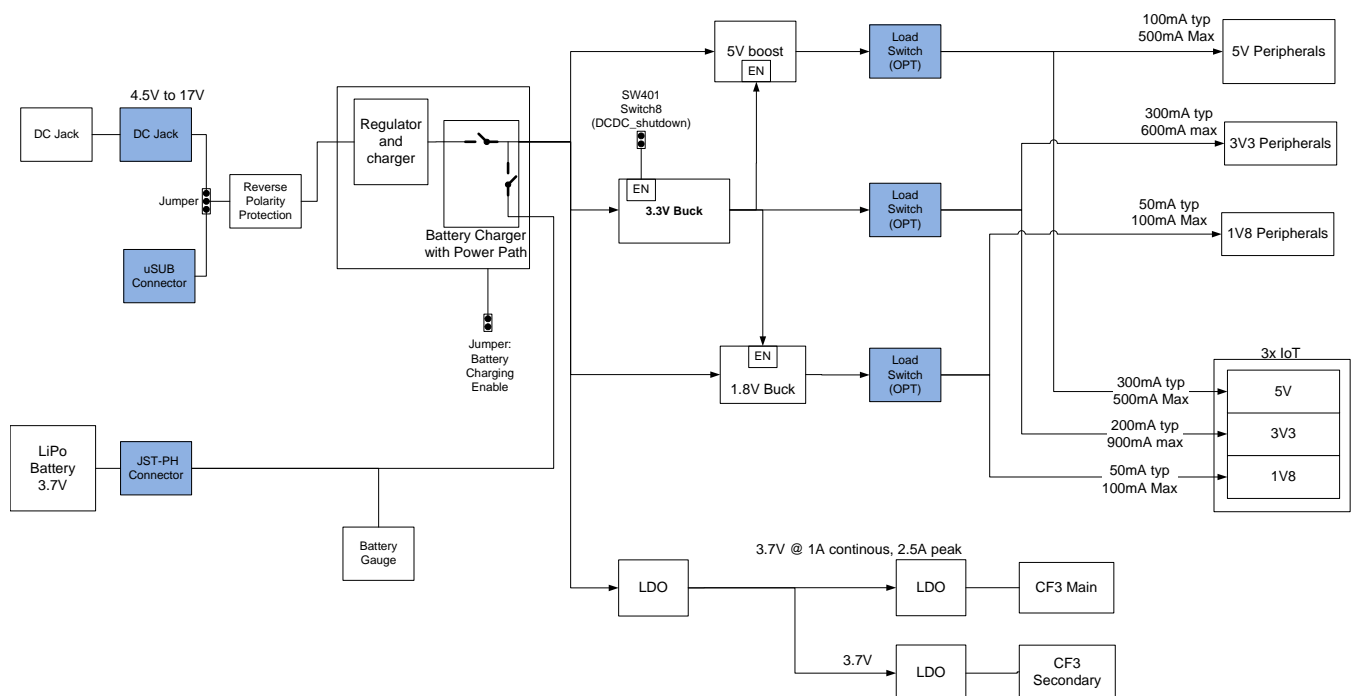 100mA typ
500mA Max
5V boost
EN
Load
Switch
(OPT)
5V Peripherals
4.5V to 17V
DC Jack
DC Jack
Jumper
Reverse
Polarity
Protection
uSUB
Connector
Regulator
and
charger
Battery Charger
with Power Path
SW401
Switch8
(DCDC_shutdown)
EN
3.3V Buck
Load
Switch
(OPT)
300mA typ
600mA max
3V3 Peripherals
50mA typ
100mA Max
1V8 Peripherals
Jumper:
Battery
Charging
Enable
EN
1.8V Buck
Load
Switch
(OPT)
3x IoT
300mA typ
500mA Max
5V
200mA typ
900mA max
3V3
50mA typ
100mA Max
1V8
LiPo
Battery
3.7V
JST-PH
Connector
Battery
Gauge
3.7V @ 1A continous, 2.5A peak
LDO
LDO
CF3 Main
3.7V
LDO
CF3
Secondary